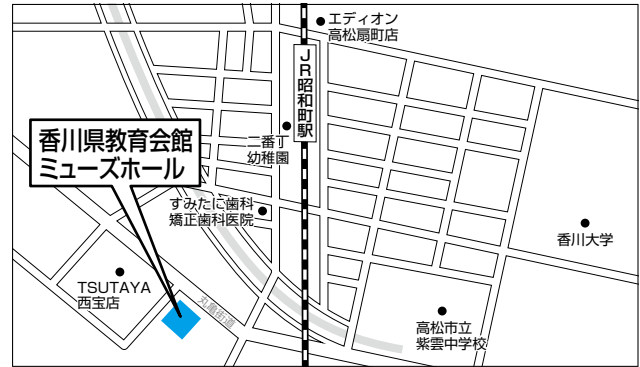 エディオン
高松扇町店
JR昭和町駅
香川県教育会館
ミューズホール
二番丁
幼稚園
すみたに歯科
矯正歯科医院
香川大学
TSUTAYA
西宝店
丸亀街道
高松市立
紫雲中学校